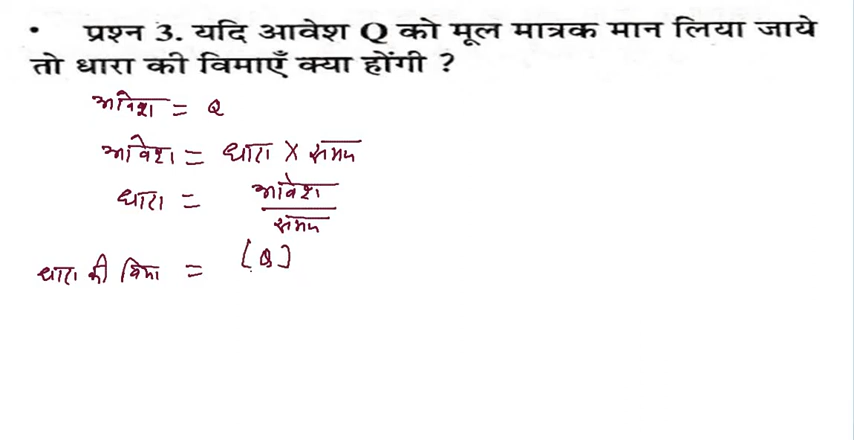 • प्रश्न 3. यदि आवेश Q को मूल मात्रक मान लिया जाये
तो धारा की विमाएँ क्या होंगी ?
आवेश = Q
आवेश = धारा × समय
धारा = आवेश
समय
धारा की विमा = [Q]